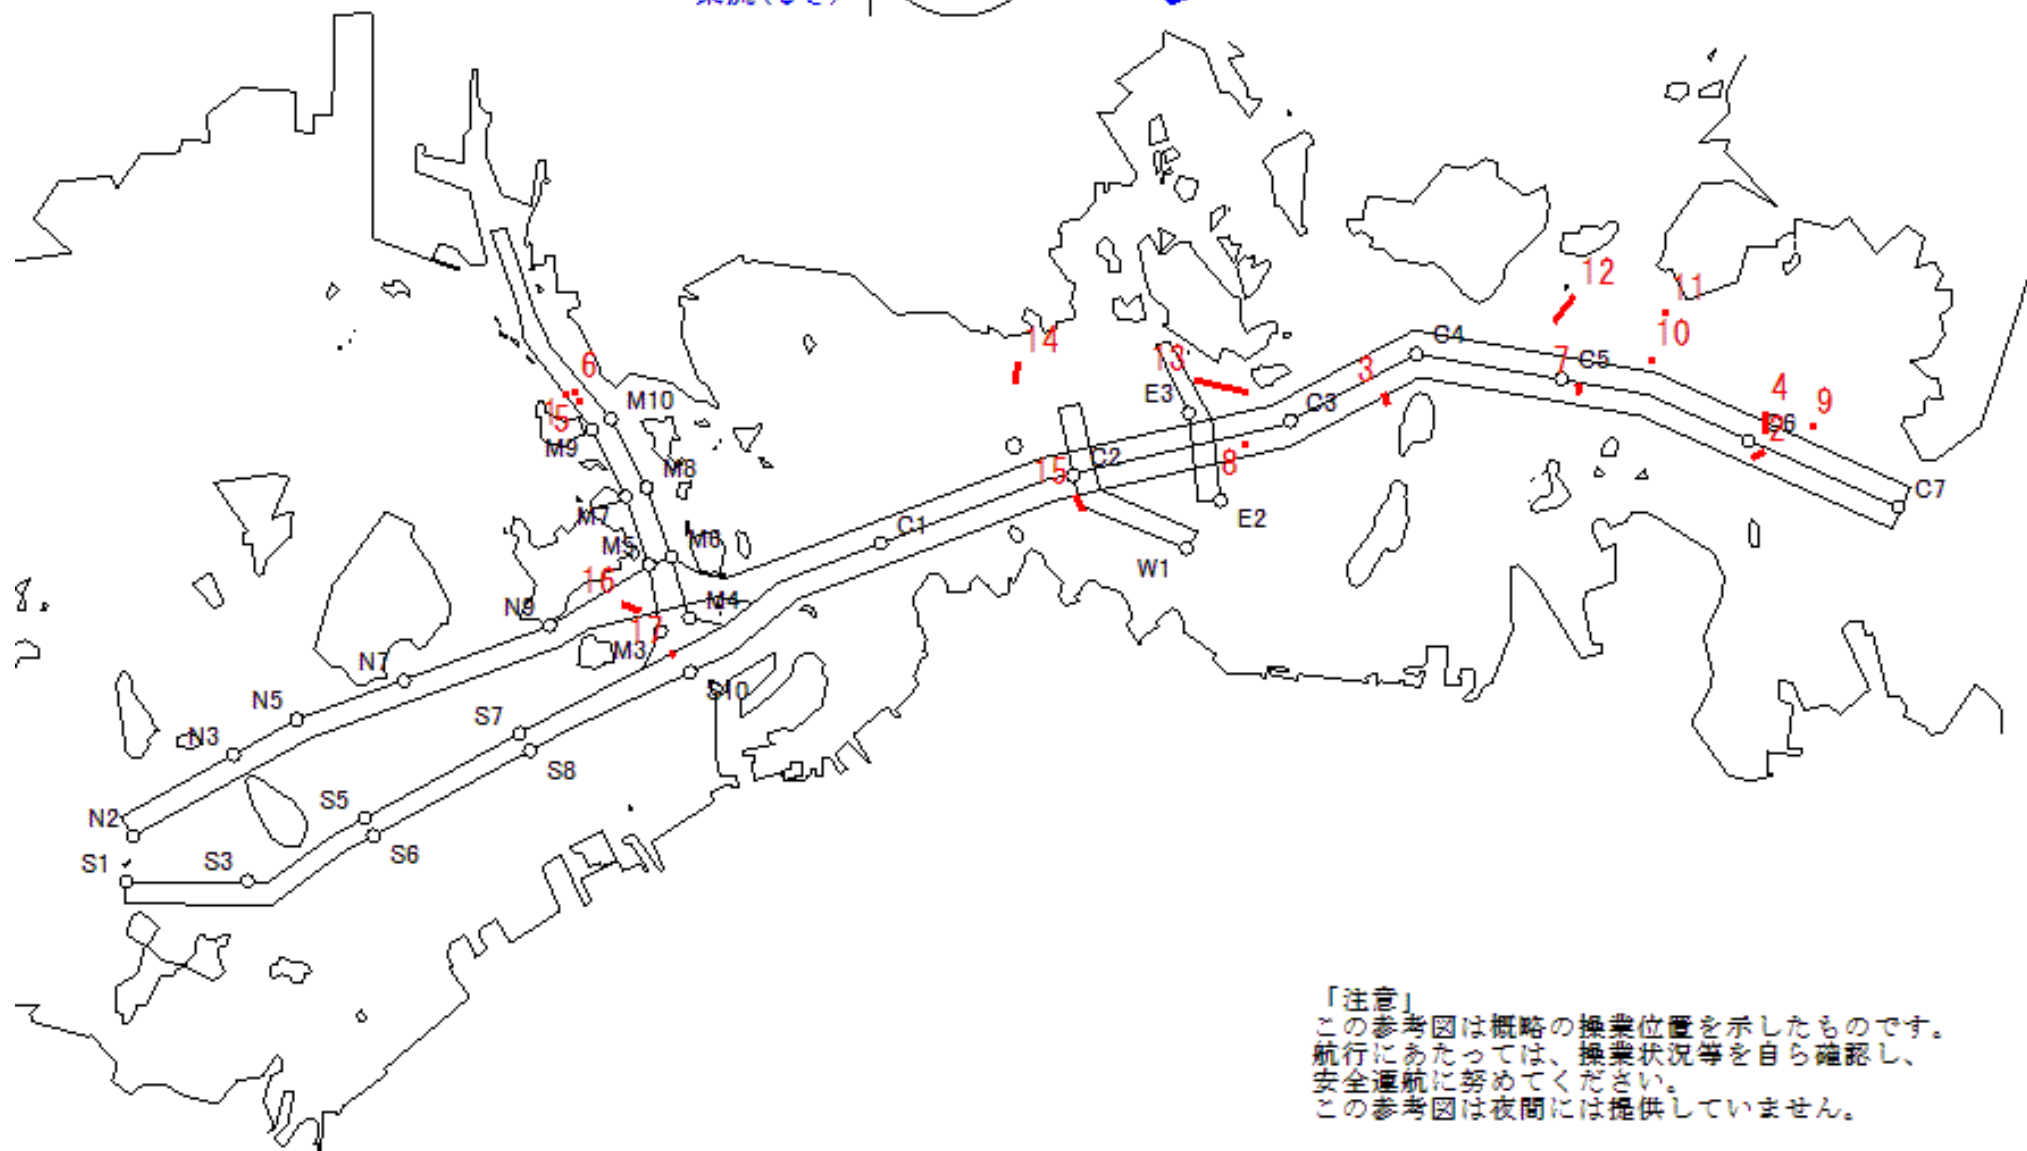 12
11
14
10
C4
13
3
7
C5
6
E3
M10
C3
4
9
C6
2
5
M9
15
C2
8
M8
C7
M7
C1
E2
M5
M6
W1
16
N9
M4
17
M3
N7
S10
N5
S7
N3
S8
S5
N2
S6
S1
S3
「注意」
この参考図は概略の操業位置を示したものです。
航行にあたっては、操業状況等を自ら確認し、
安全運航に努めてください。
この参考図は夜間には提供していません。